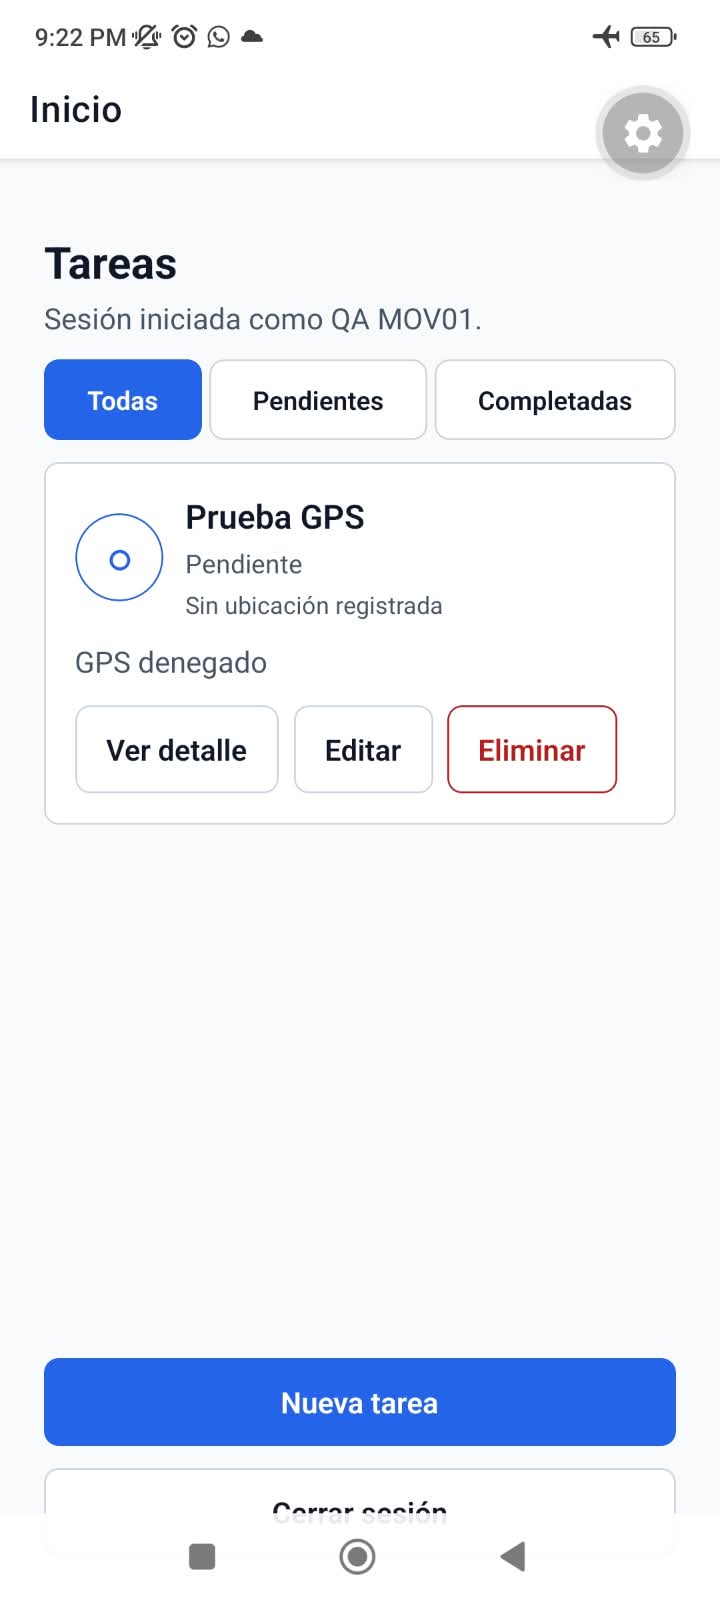 9:22 PM
65
Inicio
Tareas
Sesión iniciada como QA MOV01.
Todas
Pendientes
Completadas
Prueba GPS
Pendiente
Sin ubicación registrada
GPS denegado
Ver detalle
Editar
Eliminar
Nueva tarea
Cerrar sesión